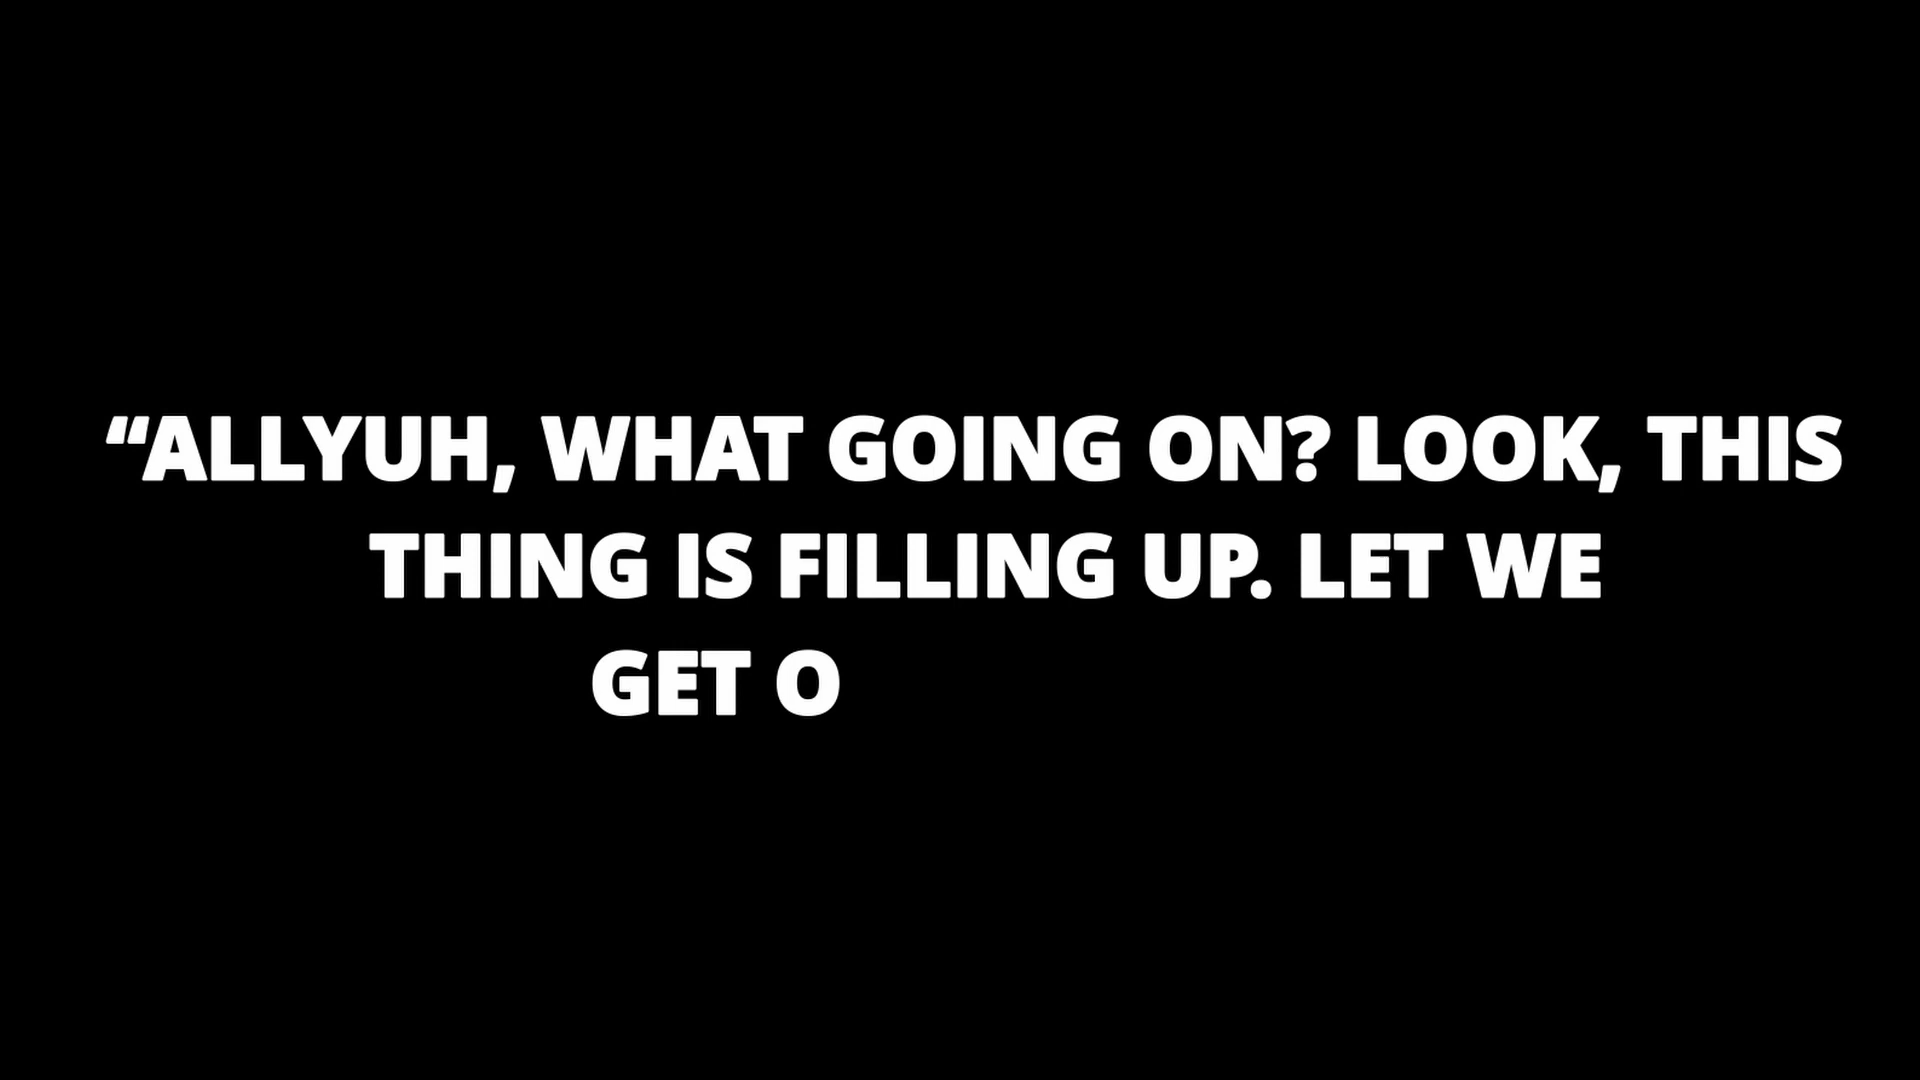 “ALLYUH, WHAT GOING ON? LOOK, THIS
THING IS FILLING UP. LET WE
GET O